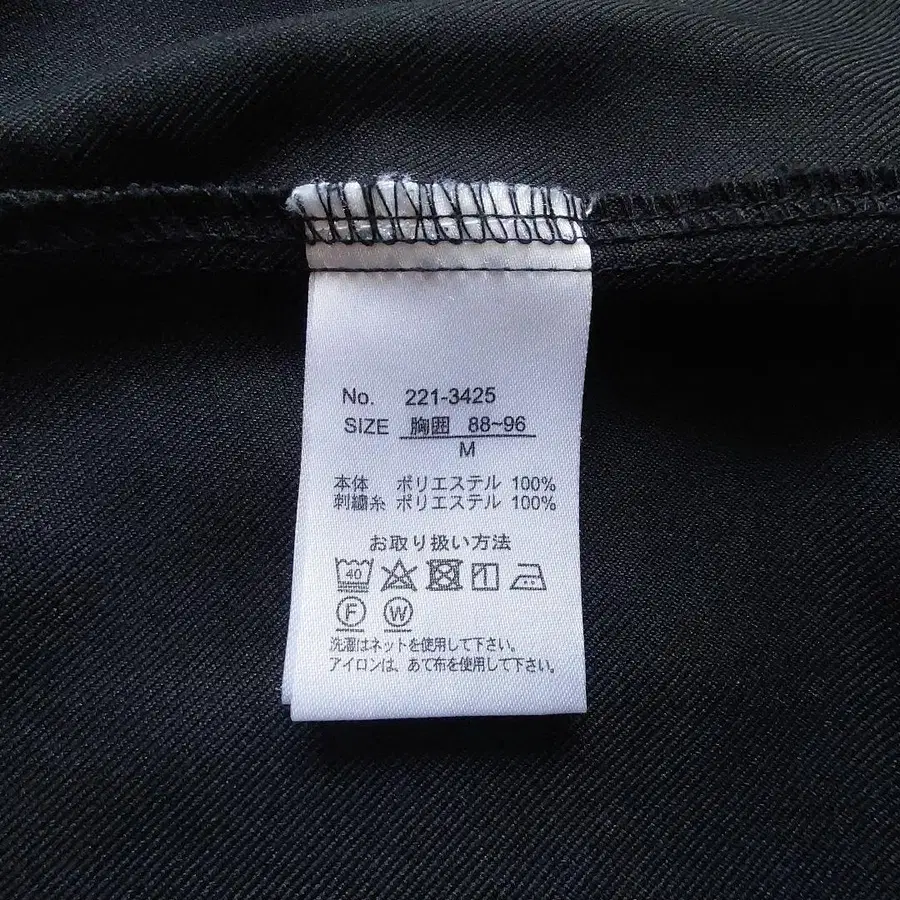 No. 221-3425
SIZE 胸囲 88~96
M
本体 ポリエステル 100%
刺繍糸 ポリエステル 100%
お取り扱い方法
40
F W
洗濯はネットを使用して下さい。
アイロンは、あて布を使用して下さい。